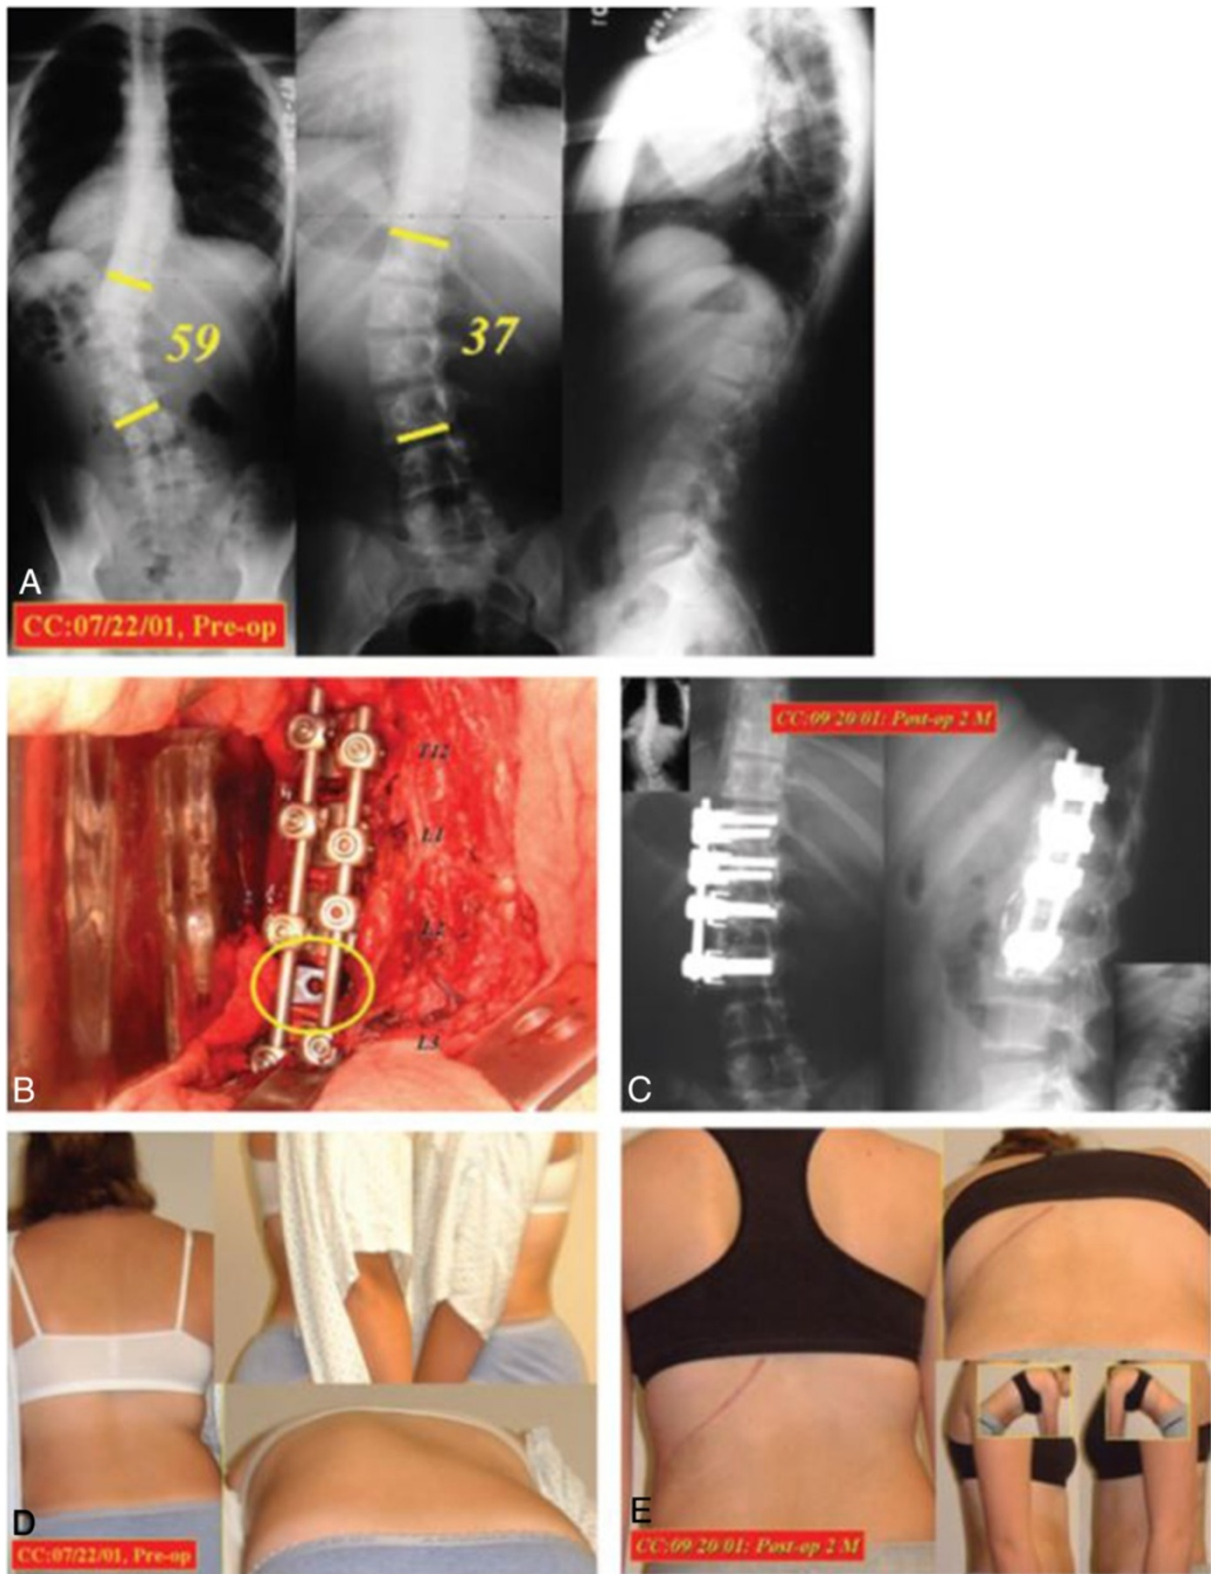 59
37
A
CC:07/22/01, Pre-op
T12
L1
L2
L3
B
CC:09/20/01: Post-op 2 M
C
D
CC:07/22/01, Pre-op
E
CC:09/20/01: Post-op 2 M